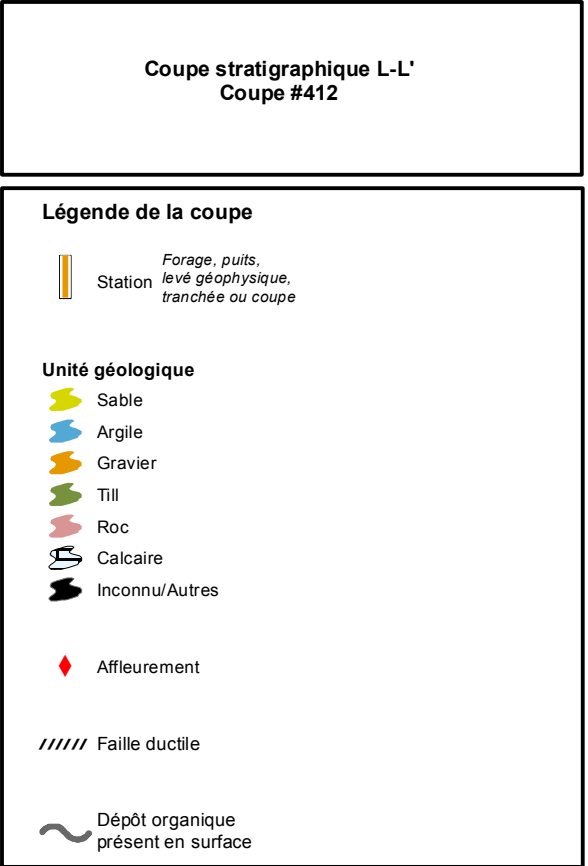 Coupe stratigraphique L-L'
Coupe #412
Légende de la coupe
Station
Forage, puits,
levé géophysique,
tranchée ou coupe
Unité géologique
Sable
Argile
Gravier
Till
Roc
Calcaire
Inconnu/Autres
Affleurement
Faille ductile
Dépôt organique
présent en surface